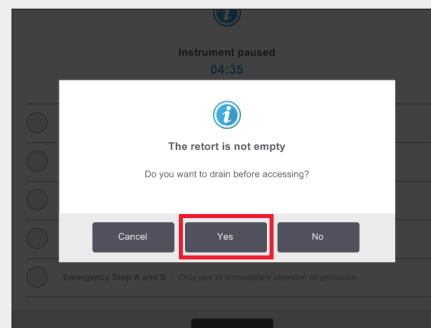 Instrument paused
04:35
The retort is not empty
Do you want to drain before accessing?
Cancel Yes No
Emergency Stop A and B – Only use to immediately abandon all protocols